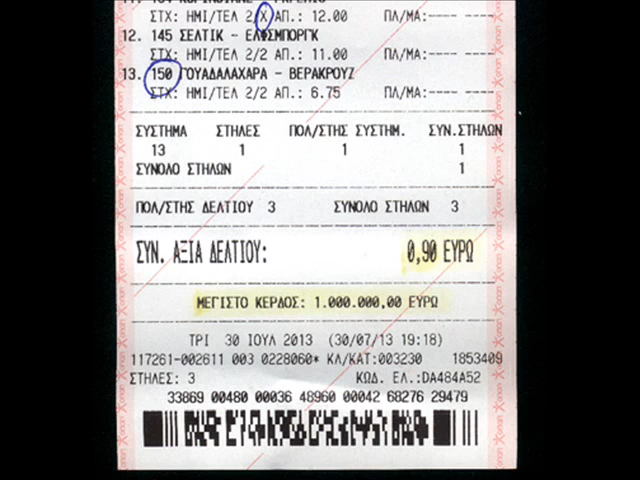 ΣΤΧ: ΗΜΙ/ΤΕΛ 2/Χ ΑΠ.: 12.00 ΠΛ/ΜΑ:---- ----
12. 145 ΣΕΛΤΙΚ - ΕΛΦΣΜΠΟΡΓΚ
ΣΤΧ: ΗΜΙ/ΤΕΛ 2/2 ΑΠ.: 11.00 ΠΛ/ΜΑ:---- ----
13. 150 ΓΟΥΑΔΑΛΑΧΑΡΑ - ΒΕΡΑΚΡΟΥΖ
ΣΤΧ: ΗΜΙ/ΤΕΛ 2/2 ΑΠ.: 6.75 ΠΛ/ΜΑ:---- ----
ΣΥΣΤΗΜΑ ΣΤΗΛΕΣ ΠΟΛ/ΣΤΗΣ ΣΥΣΤΗΜ. ΣΥΝ.ΣΤΗΛΩΝ
13 1 1 1
ΣΥΝΟΛΟ ΣΤΗΛΩΝ 1
ΠΟΛ/ΣΤΗΣ ΔΕΛΤΙΟΥ 3 ΣΥΝΟΛΟ ΣΤΗΛΩΝ 3
ΣΥΝ. ΑΞΙΑ ΔΕΛΤΙΟΥ: 0,90 ΕΥΡΩ
ΜΕΓΙΣΤΟ ΚΕΡΔΟΣ: 1.000.000,00 ΕΥΡΩ
ΤΡΙ 30 ΙΟΥΛ 2013 (30/07/13 19:18)
117261-002611 003 0228060* ΚΛ/ΚΑΤ:003230 1853409
ΣΤΗΛΕΣ: 3 ΚΩΔ. ΕΛ.:DA484A52
33869 00480 00036 48960 00042 68276 29479